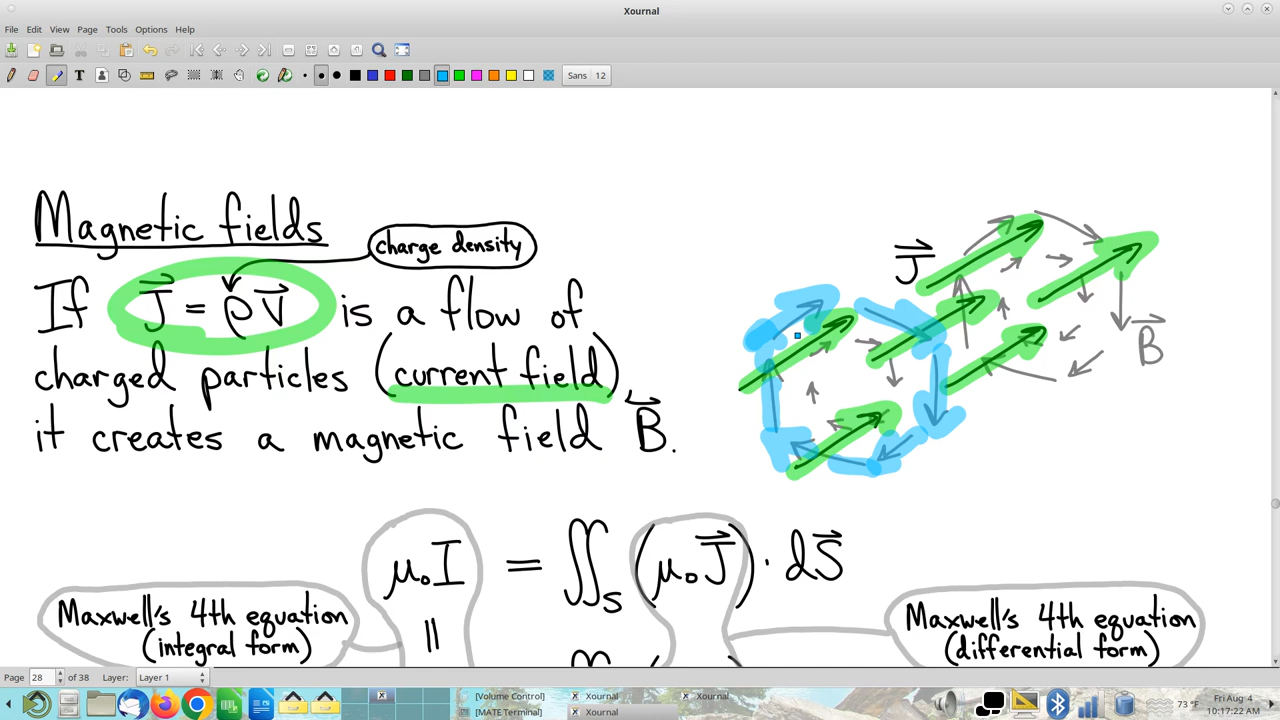 Xournal
File Edit View Page Tools Options Help
Sans 12
Magnetic fields
charge density
If J⃗ = ρV⃗ is a flow of
charged particles (current field)
it creates a magnetic field B⃗.
J⃗
B⃗
μ₀I = ∬S (μ₀J⃗) · dS⃗
Maxwell's 4th equation
(integral form)
Maxwell's 4th equation
(differential form)
Page 28 of 38 Layer: Layer 1
[Volume Control] Xournal Xournal
[MATE Terminal] Xournal
73 °F
Fri Aug 4
10:17:22 AM